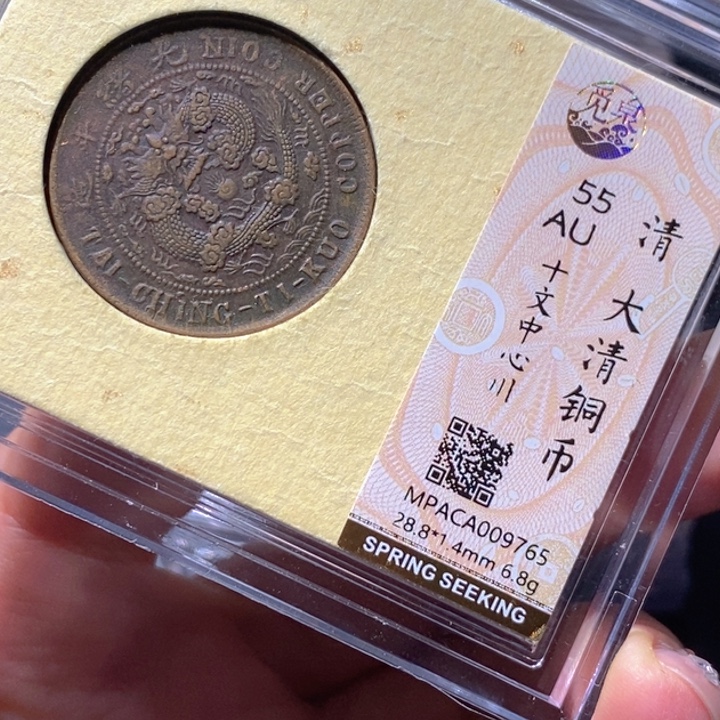 光緒年造
TAI-CHING-TI-KUO COPPER COIN
觅泉
55
AU
清 大清铜币
十文中心川
MPACA009765
28.8*1.4mm 6.8g
SPRING SEEKING